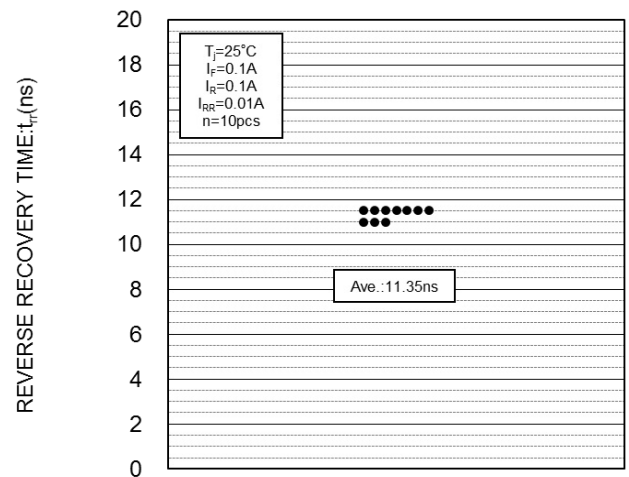 REVERSE RECOVERY TIME:trr(ns)
20
18
16
14
12
10
8
6
4
2
0
Tj=25°C
IF=0.1A
IR=0.1A
IRR=0.01A
n=10pcs
Ave.:11.35ns